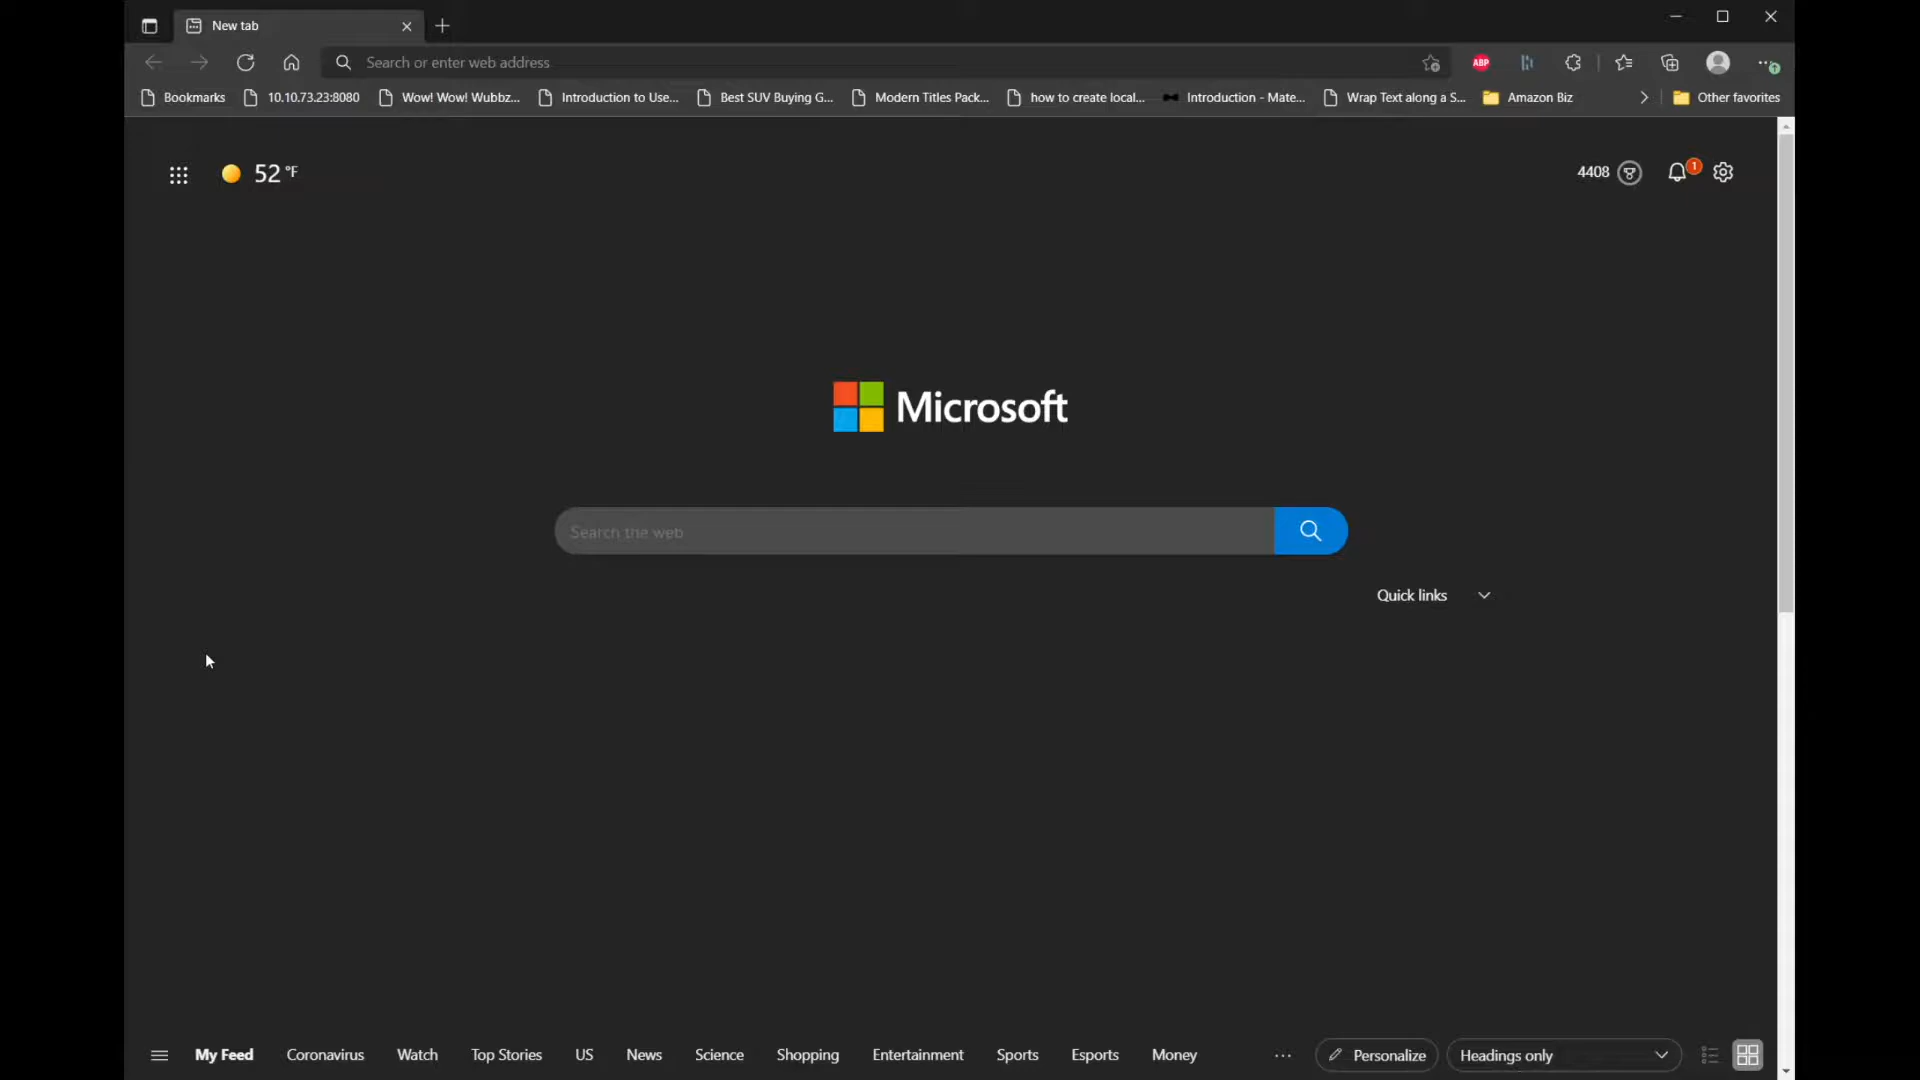 New tab
Search or enter web address
ABP
Bookmarks 10.10.73.23:8080 Wow! Wow! Wubbz... Introduction to Use... Best SUV Buying G... Modern Titles Pack... how to create local... Introduction - Mate... Wrap Text along a S... Amazon Biz Other favorites
52 °F
4408
1
Microsoft
Search the web
Quick links
My Feed Coronavirus Watch Top Stories US News Science Shopping Entertainment Sports Esports Money ... Personalize Headings only